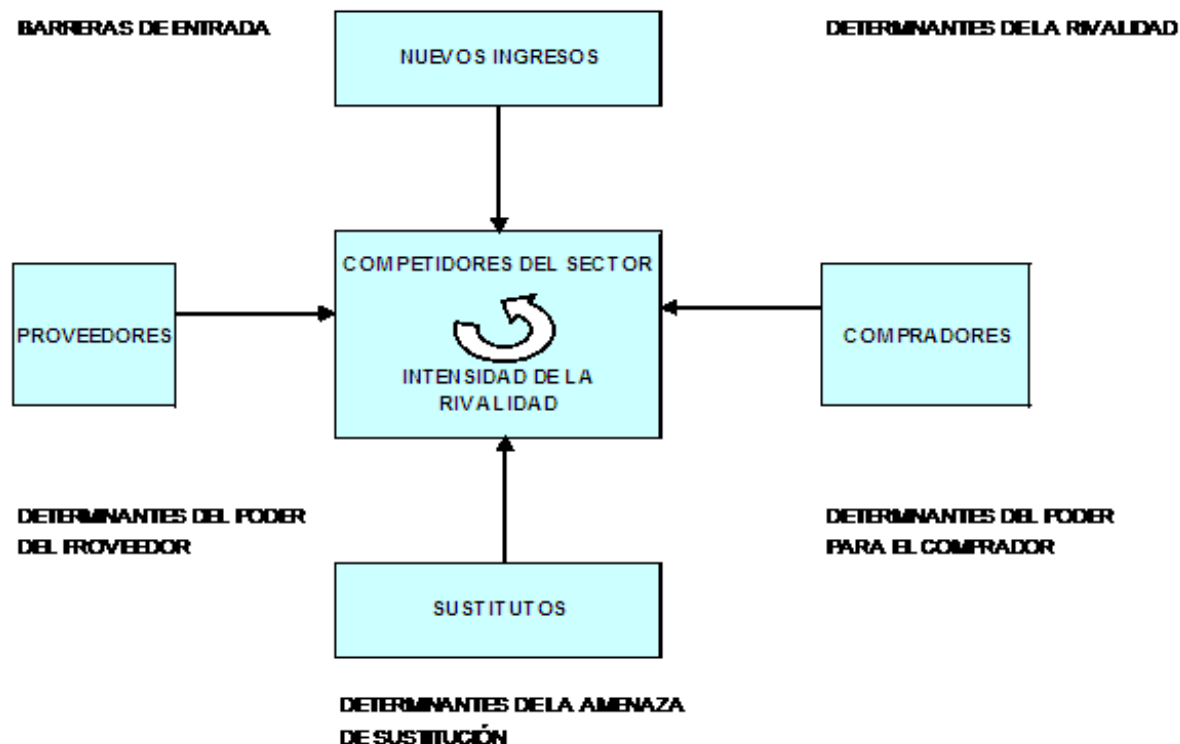 BARRERAS DE ENTRADA
DETERMINANTES DE LA RIVALIDAD
NUEVOS INGRESOS
COMPETIDORES DEL SECTOR
PROVEEDORES
COMPRADORES
INTENSIDAD DE LA
RIVALIDAD
DETERMINANTES DEL PODER
DEL PROVEEDOR
DETERMINANTES DEL PODER
PARA EL COMPRADOR
SUSTITUTOS
DETERMINANTES DE LA AMENAZA
DE SUSTITUCIÓN